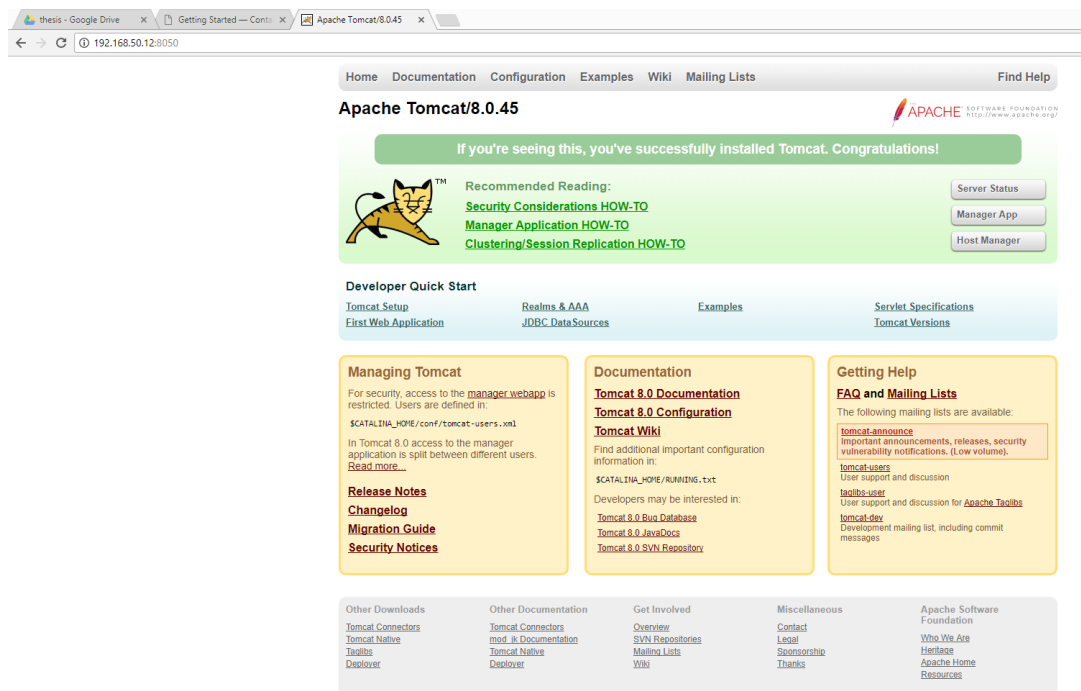 thesis - Google Drive
Getting Started — Conta
Apache Tomcat/8.0.45
192.168.50.12:8050
Home Documentation Configuration Examples Wiki Mailing Lists Find Help
Apache Tomcat/8.0.45
THE APACHE SOFTWARE FOUNDATION
http://www.apache.org/
If you're seeing this, you've successfully installed Tomcat. Congratulations!
TM
Recommended Reading:
Security Considerations HOW-TO
Manager Application HOW-TO
Clustering/Session Replication HOW-TO
Server Status
Manager App
Host Manager
Developer Quick Start
Tomcat Setup
First Web Application
Realms & AAA
JDBC DataSources
Examples
Servlet Specifications
Tomcat Versions
Managing Tomcat
For security, access to the manager webapp is
restricted. Users are defined in:
$CATALINA_HOME/conf/tomcat-users.xml
In Tomcat 8.0 access to the manager
application is split between different users.
Read more...
Release Notes
Changelog
Migration Guide
Security Notices
Documentation
Tomcat 8.0 Documentation
Tomcat 8.0 Configuration
Tomcat Wiki
Find additional important configuration
information in:
$CATALINA_HOME/RUNNING.txt
Developers may be interested in:
Tomcat 8.0 Bug Database
Tomcat 8.0 JavaDocs
Tomcat 8.0 SVN Repository
Getting Help
FAQ and Mailing Lists
The following mailing lists are available:
tomcat-announce
Important announcements, releases, security
vulnerability notifications. (Low volume).
tomcat-users
User support and discussion
taglibs-user
User support and discussion for Apache Taglibs
tomcat-dev
Development mailing list, including commit
messages
Other Downloads
Tomcat Connectors
Tomcat Native
Taglibs
Deployer
Other Documentation
Tomcat Connectors
mod_jk Documentation
Tomcat Native
Deployer
Get Involved
Overview
SVN Repositories
Mailing Lists
Wiki
Miscellaneous
Contact
Legal
Sponsorship
Thanks
Apache Software
Foundation
Who We Are
Heritage
Apache Home
Resources